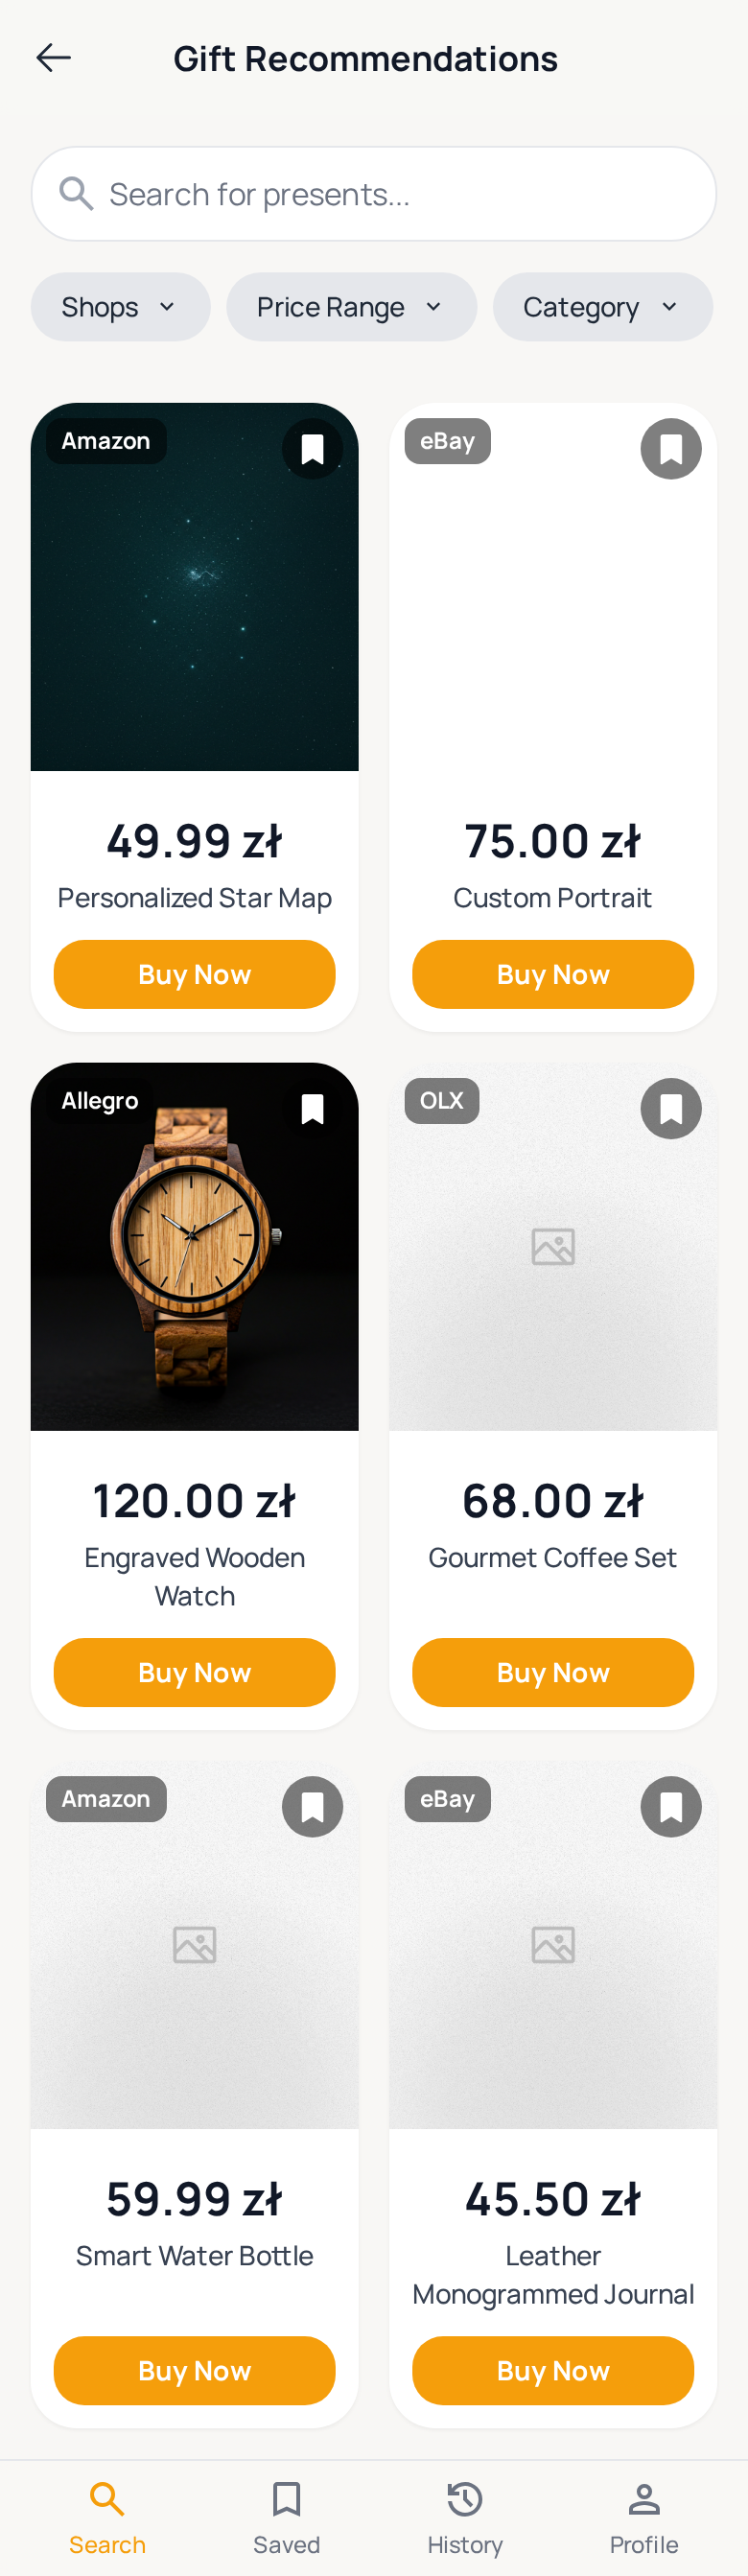 Gift Recommendations
Search for presents...
Shops
Price Range
Category
Amazon
eBay
49.99 zł
Personalized Star Map
Buy Now
75.00 zł
Custom Portrait
Buy Now
Allegro
OLX
120.00 zł
Engraved Wooden
Watch
Buy Now
68.00 zł
Gourmet Coffee Set
Buy Now
Amazon
eBay
59.99 zł
Smart Water Bottle
Buy Now
45.50 zł
Leather
Monogrammed Journal
Buy Now
Search
Saved
History
Profile